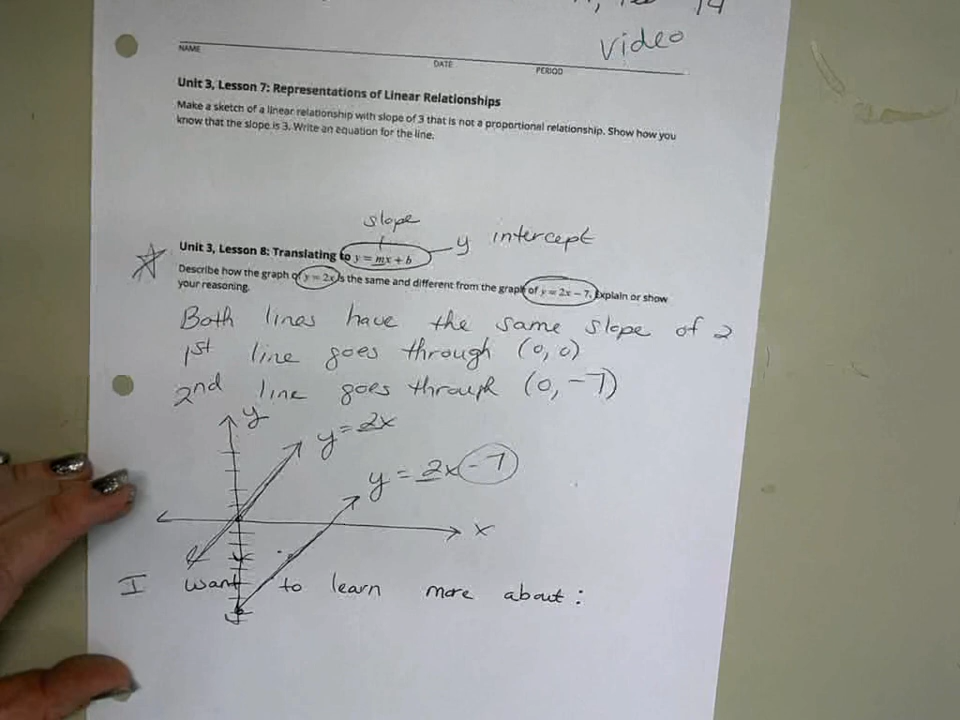 14
video
NAME
DATE
PERIOD
Unit 3, Lesson 7: Representations of Linear Relationships
Make a sketch of a linear relationship with slope of 3 that is not a proportional relationship. Show how you
know that the slope is 3. Write an equation for the line.
slope
y intercept
Unit 3, Lesson 8: Translating to y = mx + b
Describe how the graph of y = 2x is the same and different from the graph of y = 2x − 7. Explain or show
your reasoning.
Both lines have the same slope of 2
1st line goes through (0, 0)
2nd line goes through (0, -7)
y
y = 2x
y = 2x - 7
x
I want to learn more about: